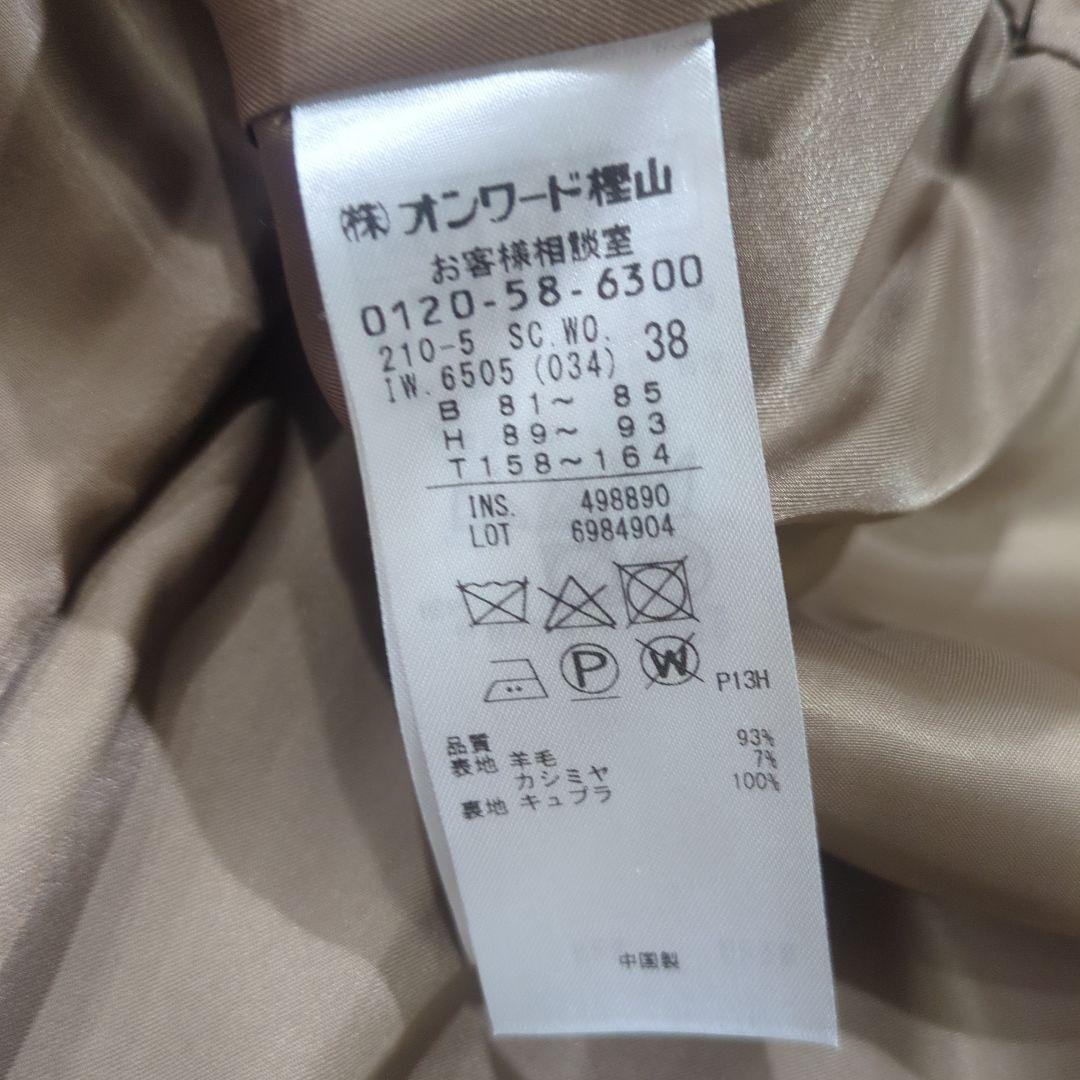 ㈱オンワード樫山
お客様相談室
0120-58-6300
210-5 SC.WO.
IW.6505(034) 38
B 81～ 85
H 89～ 93
T158～164
INS. 498890
LOT 6984904
P W P13H
品質
表地 羊毛 93%
カシミヤ 7%
裏地 キュプラ 100%
中国製